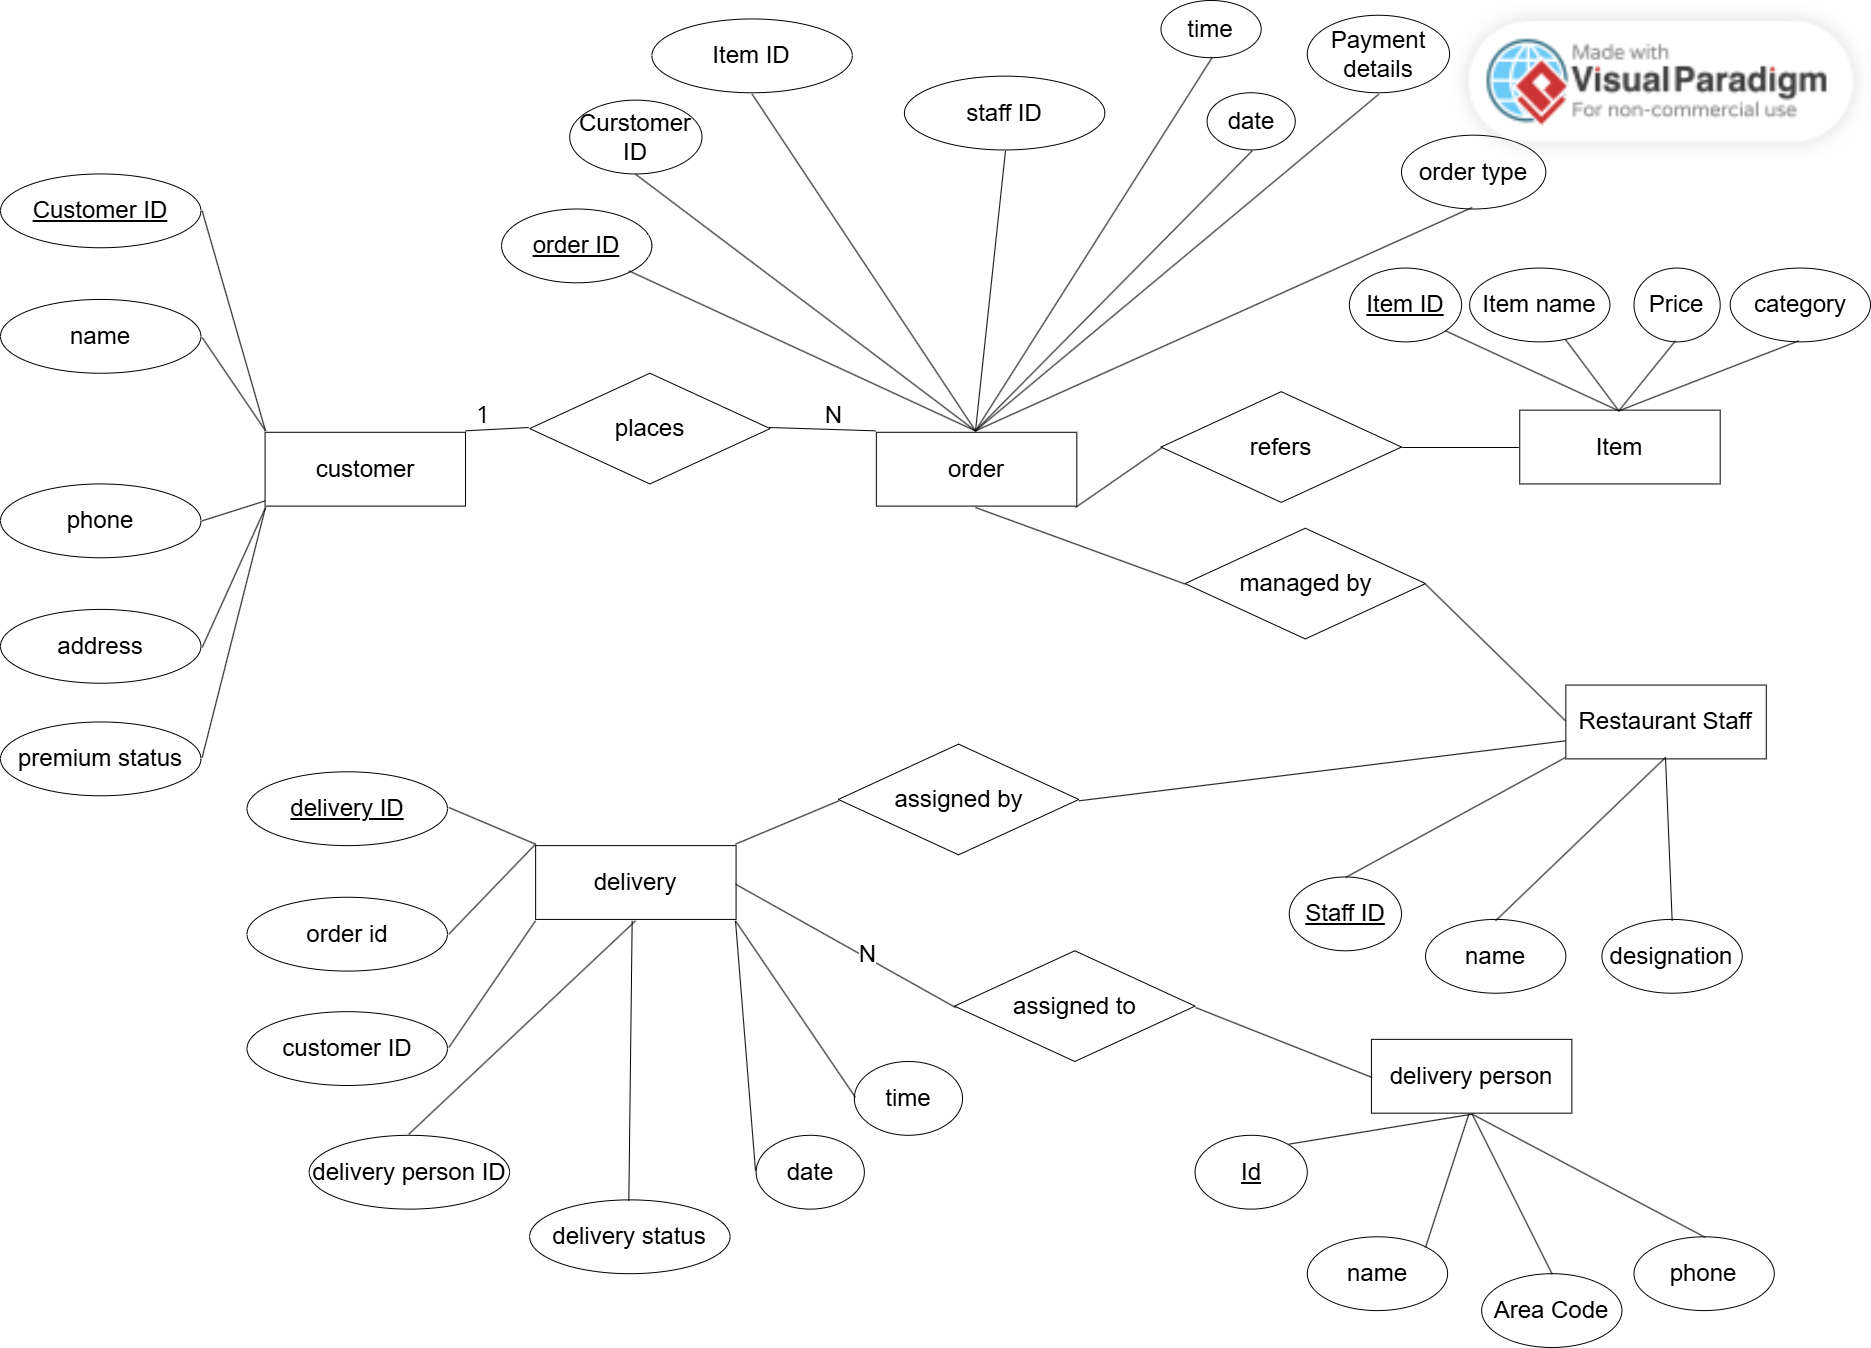 time
Payment
details
Made with
Visual Paradigm
For non-commercial use
Item ID
staff ID
date
Curstomer
ID
order type
Customer ID
order ID
name
Item ID
Item name
Price
category
1
N
places
customer
order
refers
Item
phone
managed by
address
premium status
Restaurant Staff
delivery ID
assigned by
delivery
order id
Staff ID
name
designation
N
customer ID
assigned to
delivery person
time
delivery person ID
date
Id
delivery status
name
Area Code
phone